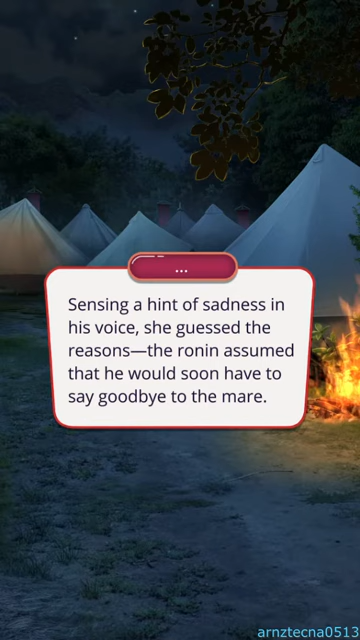 ...
Sensing a hint of sadness in
his voice, she guessed the
reasons—the ronin assumed
that he would soon have to
say goodbye to the mare.
arnztecna0513